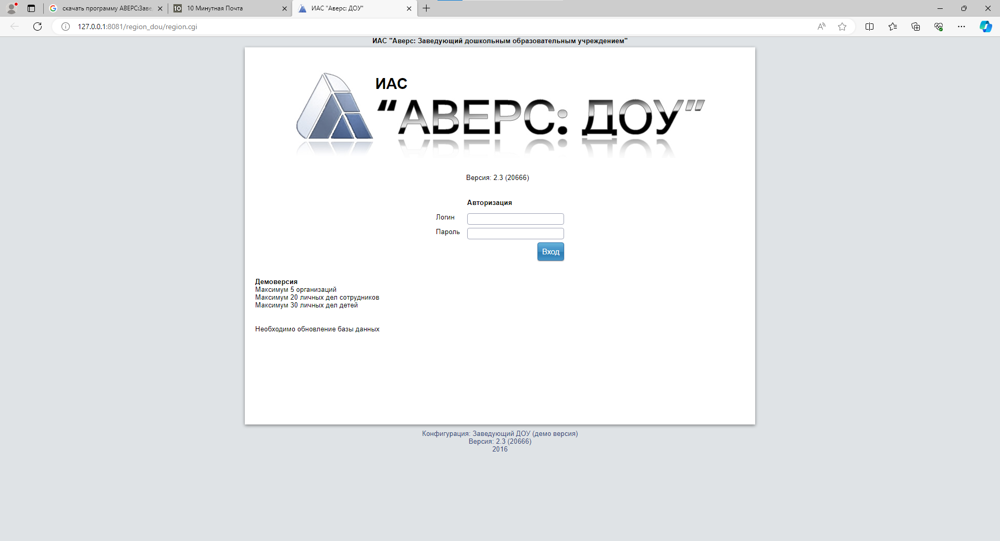 скачать программу АВЕРС:Заве
10 Минутная Почта
ИАС "Аверс: ДОУ"
127.0.0.1:8081/region_dou/region.cgi
ИАС "Аверс: Заведующий дошкольным образовательным учреждением"
ИАС
“АВЕРС: ДОУ”
Версия: 2.3 (20666)
Авторизация
Логин
Пароль
Вход
Демоверсия
Максимум 5 организаций
Максимум 20 личных дел сотрудников
Максимум 30 личных дел детей
Необходимо обновление базы данных
Конфигурация: Заведующий ДОУ (демо версия)
Версия: 2.3 (20666)
2016